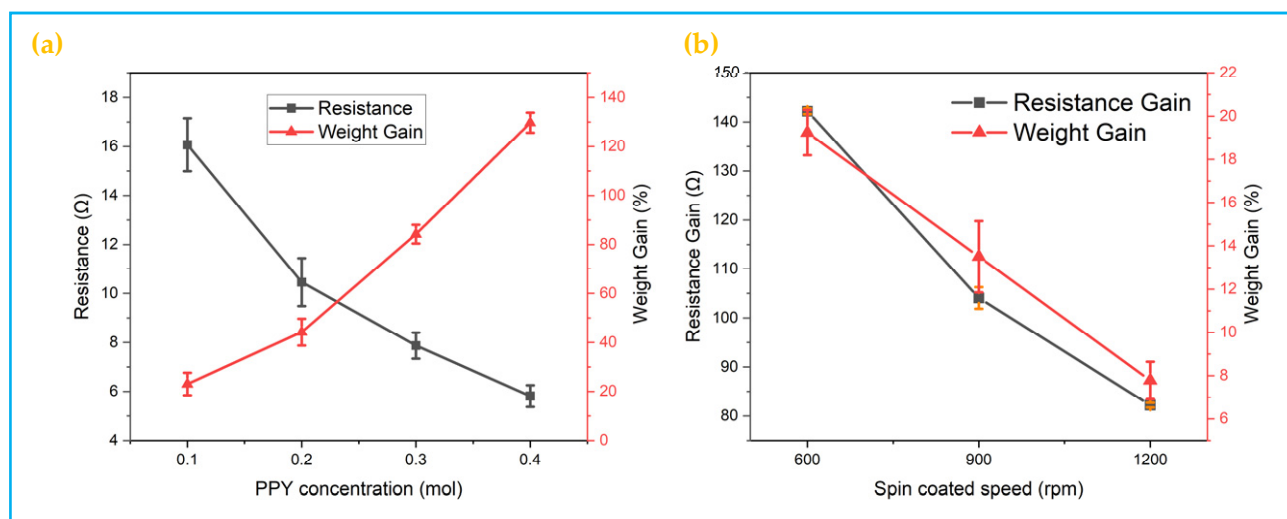 (a)
18
16
14
12
10
8
6
4
Resistance (Ω)
Resistance
Weight Gain
140
120
100
80
60
40
20
0
Weight Gain (%)
0.1 0.2 0.3 0.4
PPY concentration (mol)
(b)
150
140
130
120
110
100
90
80
Resistance Gain (Ω)
Resistance Gain
Weight Gain
22
20
18
16
14
12
10
8
6
Weight Gain (%)
600 900 1200
Spin coated speed (rpm)